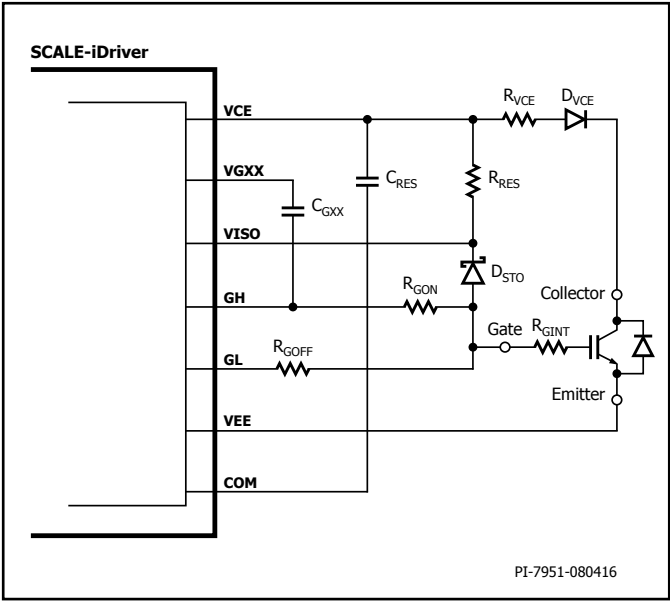 SCALE-iDriver
VCE
RVCE
DVCE
VGXX
CGXX
CRES
RRES
VISO
DSTO
GH
RGON
Collector
Gate
RGINT
GL
RGOFF
Emitter
VEE
COM
PI-7951-080416